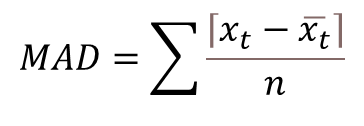 MAD = ∑ ⌈x_t − x̅_t⌉ / n